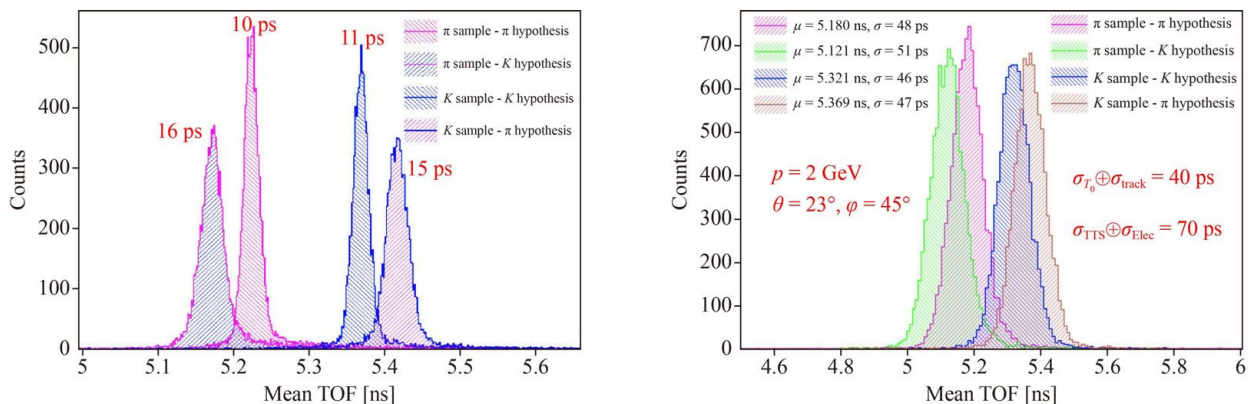 10 ps
11 ps
16 ps
15 ps
π sample - π hypothesis
π sample - K hypothesis
K sample - K hypothesis
K sample - π hypothesis
Counts
500
400
300
200
100
0
5 5.1 5.2 5.3 5.4 5.5 5.6
Mean TOF [ns]
μ = 5.180 ns, σ = 48 ps
μ = 5.121 ns, σ = 51 ps
μ = 5.321 ns, σ = 46 ps
μ = 5.369 ns, σ = 47 ps
π sample - π hypothesis
π sample - K hypothesis
K sample - K hypothesis
K sample - π hypothesis
p = 2 GeV
θ = 23°, φ = 45°
σT0⊕σtrack = 40 ps
σTTS⊕σElec = 70 ps
Counts
700
600
500
400
300
200
100
0
4.6 4.8 5 5.2 5.4 5.6 5.8 6
Mean TOF [ns]